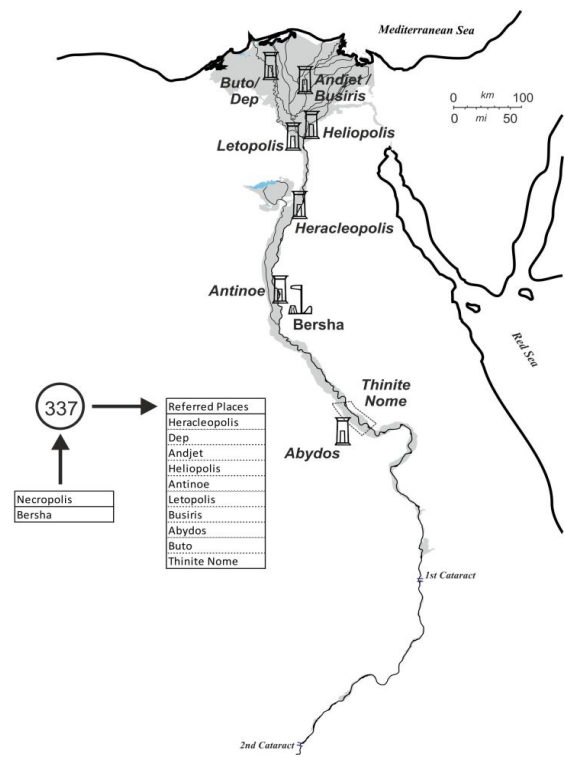 Mediterranean Sea
Buto/
Dep
Andjet /
Busiris
0 km 100
0 mi 50
Letopolis
Heliopolis
Heracleopolis
Antinoe
Bersha
Red Sea
Thinite
Nome
Abydos
337
Referred Places
Heracleopolis
Dep
Andjet
Heliopolis
Antinoe
Letopolis
Busiris
Abydos
Buto
Thinite Nome
Necropolis
Bersha
1st Cataract
2nd Cataract